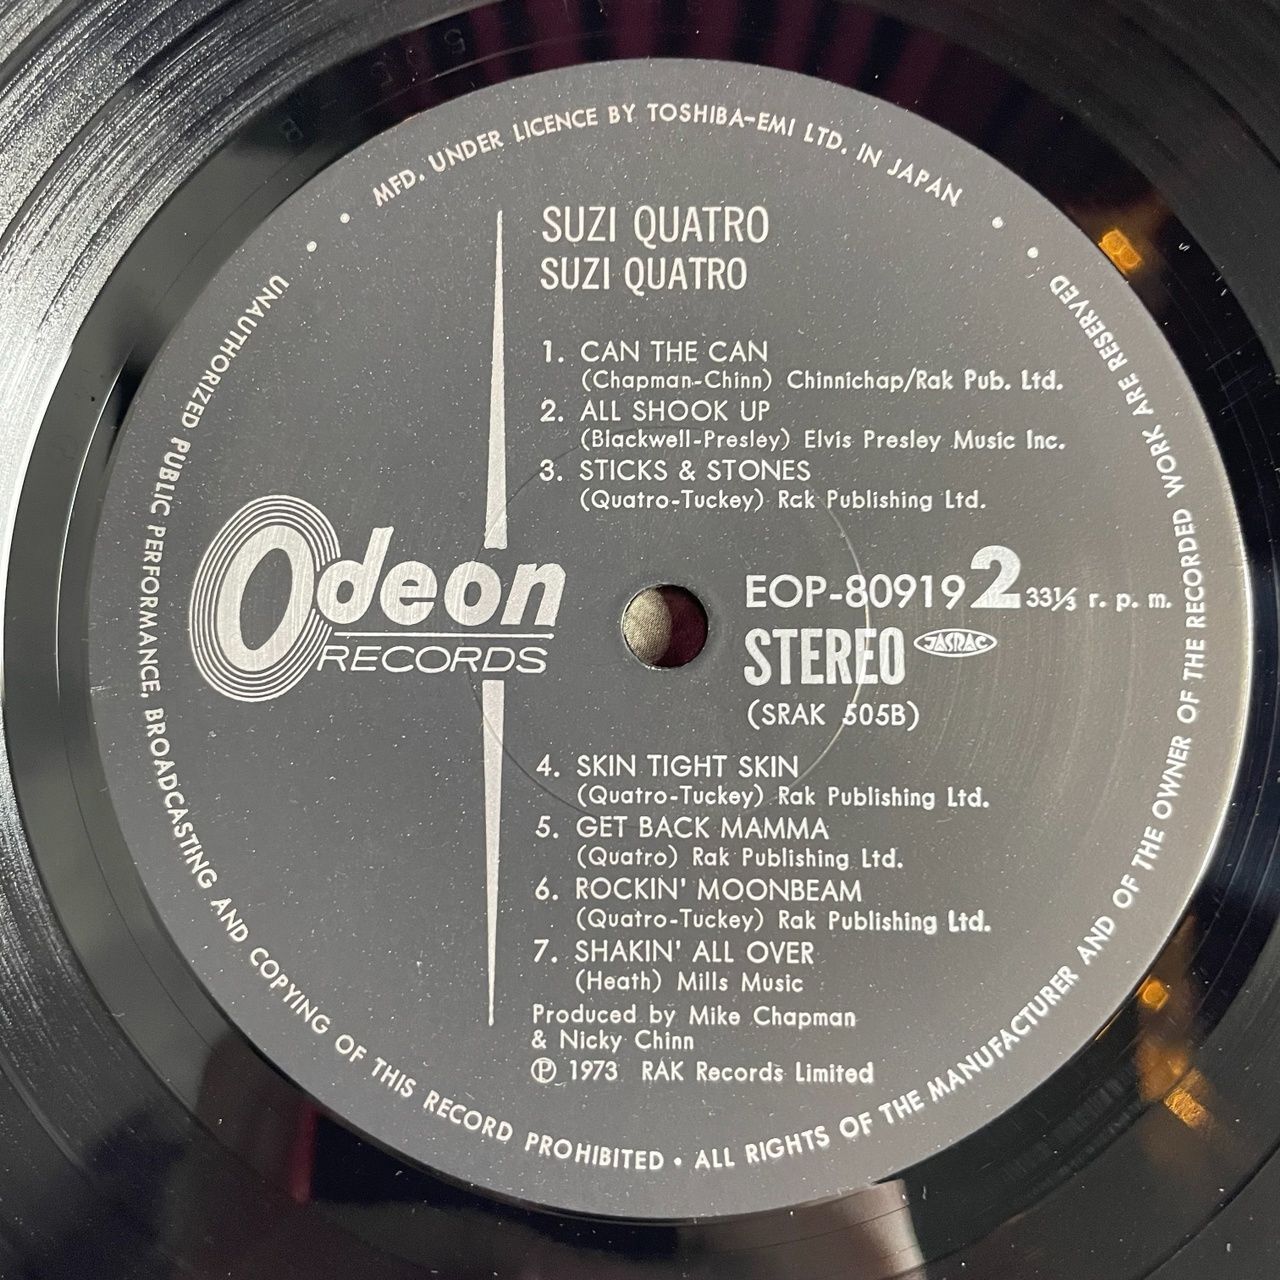 MFD. UNDER LICENCE BY TOSHIBA-EMI LTD. IN JAPAN
SUZI QUATRO
SUZI QUATRO
1. CAN THE CAN
(Chapman-Chinn) Chinnichap/Rak Pub. Ltd.
2. ALL SHOOK UP
(Blackwell-Presley) Elvis Presley Music Inc.
3. STICKS & STONES
(Quatro-Tuckey) Rak Publishing Ltd.
Odeon
RECORDS
EOP-80919 2 33⅓ r. p. m.
STEREO JASRAC
(SRAK 505B)
4. SKIN TIGHT SKIN
(Quatro-Tuckey) Rak Publishing Ltd.
5. GET BACK MAMMA
(Quatro) Rak Publishing Ltd.
6. ROCKIN' MOONBEAM
(Quatro-Tuckey) Rak Publishing Ltd.
7. SHAKIN' ALL OVER
(Heath) Mills Music
Produced by Mike Chapman
& Nicky Chinn
Ⓟ 1973 RAK Records Limited
UNAUTHORIZED PUBLIC PERFORMANCE, BROADCASTING AND COPYING OF THIS RECORD PROHIBITED • ALL RIGHTS OF THE MANUFACTURER AND OF THE OWNER OF THE RECORDED WORK ARE RESERVED